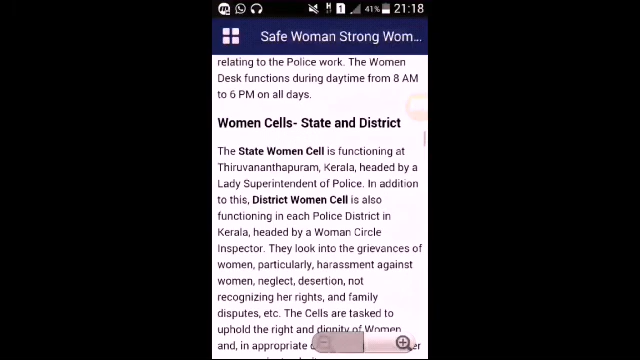 1 41% 21:18
Safe Woman Strong Wom...
relating to the Police work. The Women
Desk functions during daytime from 8 AM
to 6 PM on all days.
Women Cells- State and District
The State Women Cell is functioning at
Thiruvananthapuram, Kerala, headed by a
Lady Superintendent of Police. In addition
to this, District Women Cell is also
functioning in each Police District in
Kerala, headed by a Woman Circle
Inspector. They look into the grievances of
women, particularly, harassment against
women, neglect, desertion, not
recognizing her rights, and family
disputes, etc. The Cells are tasked to
uphold the right and dignity of Women
and, in appropriate